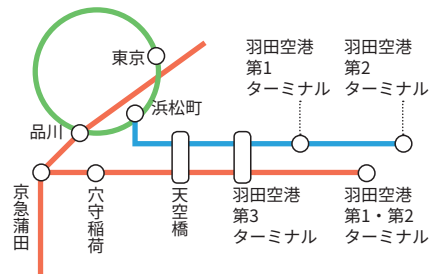 東京
浜松町
品川
羽田空港
第1
ターミナル
羽田空港
第2
ターミナル
京急蒲田
穴守稲荷
天空橋
羽田空港
第3
ターミナル
羽田空港
第1・第2
ターミナル